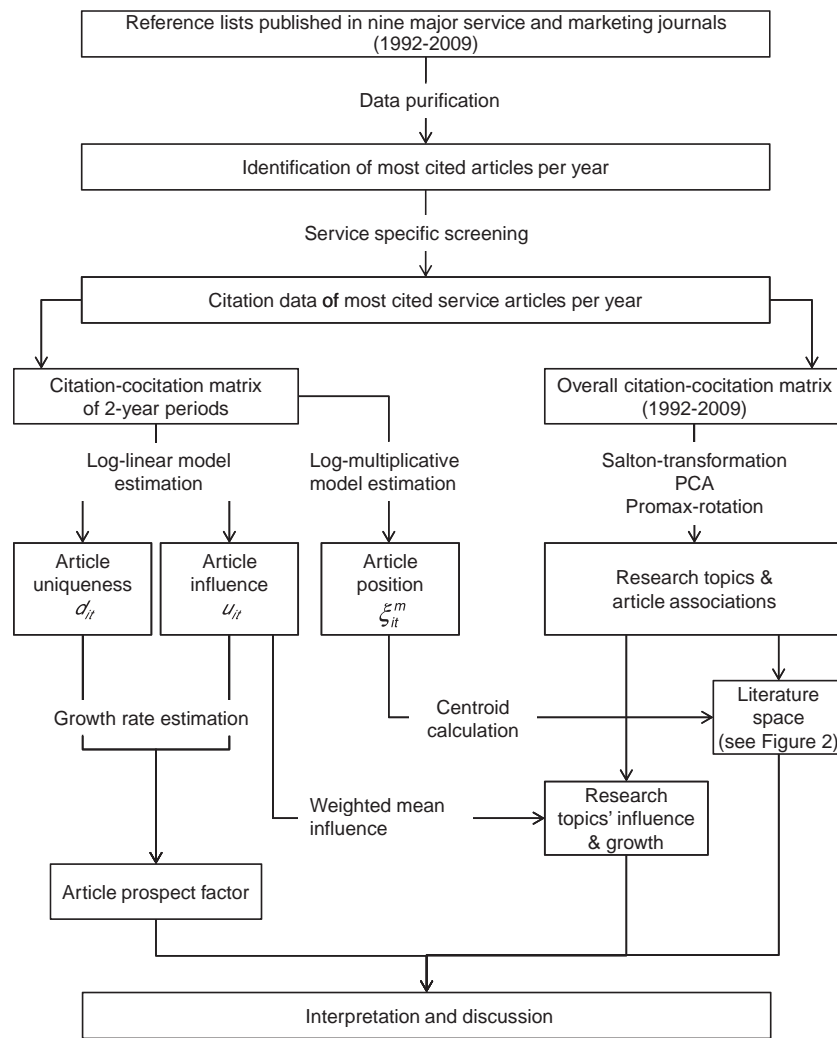 Reference lists published in nine major service and marketing journals
(1992-2009)
Data purification
Identification of most cited articles per year
Service specific screening
Citation data of most cited service articles per year
Citation-cocitation matrix
of 2-year periods
Overall citation-cocitation matrix
(1992-2009)
Log-linear model
estimation
Log-multiplicative
model estimation
Salton-transformation
PCA
Promax-rotation
Article
uniqueness
d_it
Article
influence
u_it
Article
position
ξ_it^m
Research topics &
article associations
Growth rate estimation
Centroid
calculation
Literature
space
(see Figure 2)
Weighted mean
influence
Research
topics’ influence
& growth
Article prospect factor
Interpretation and discussion